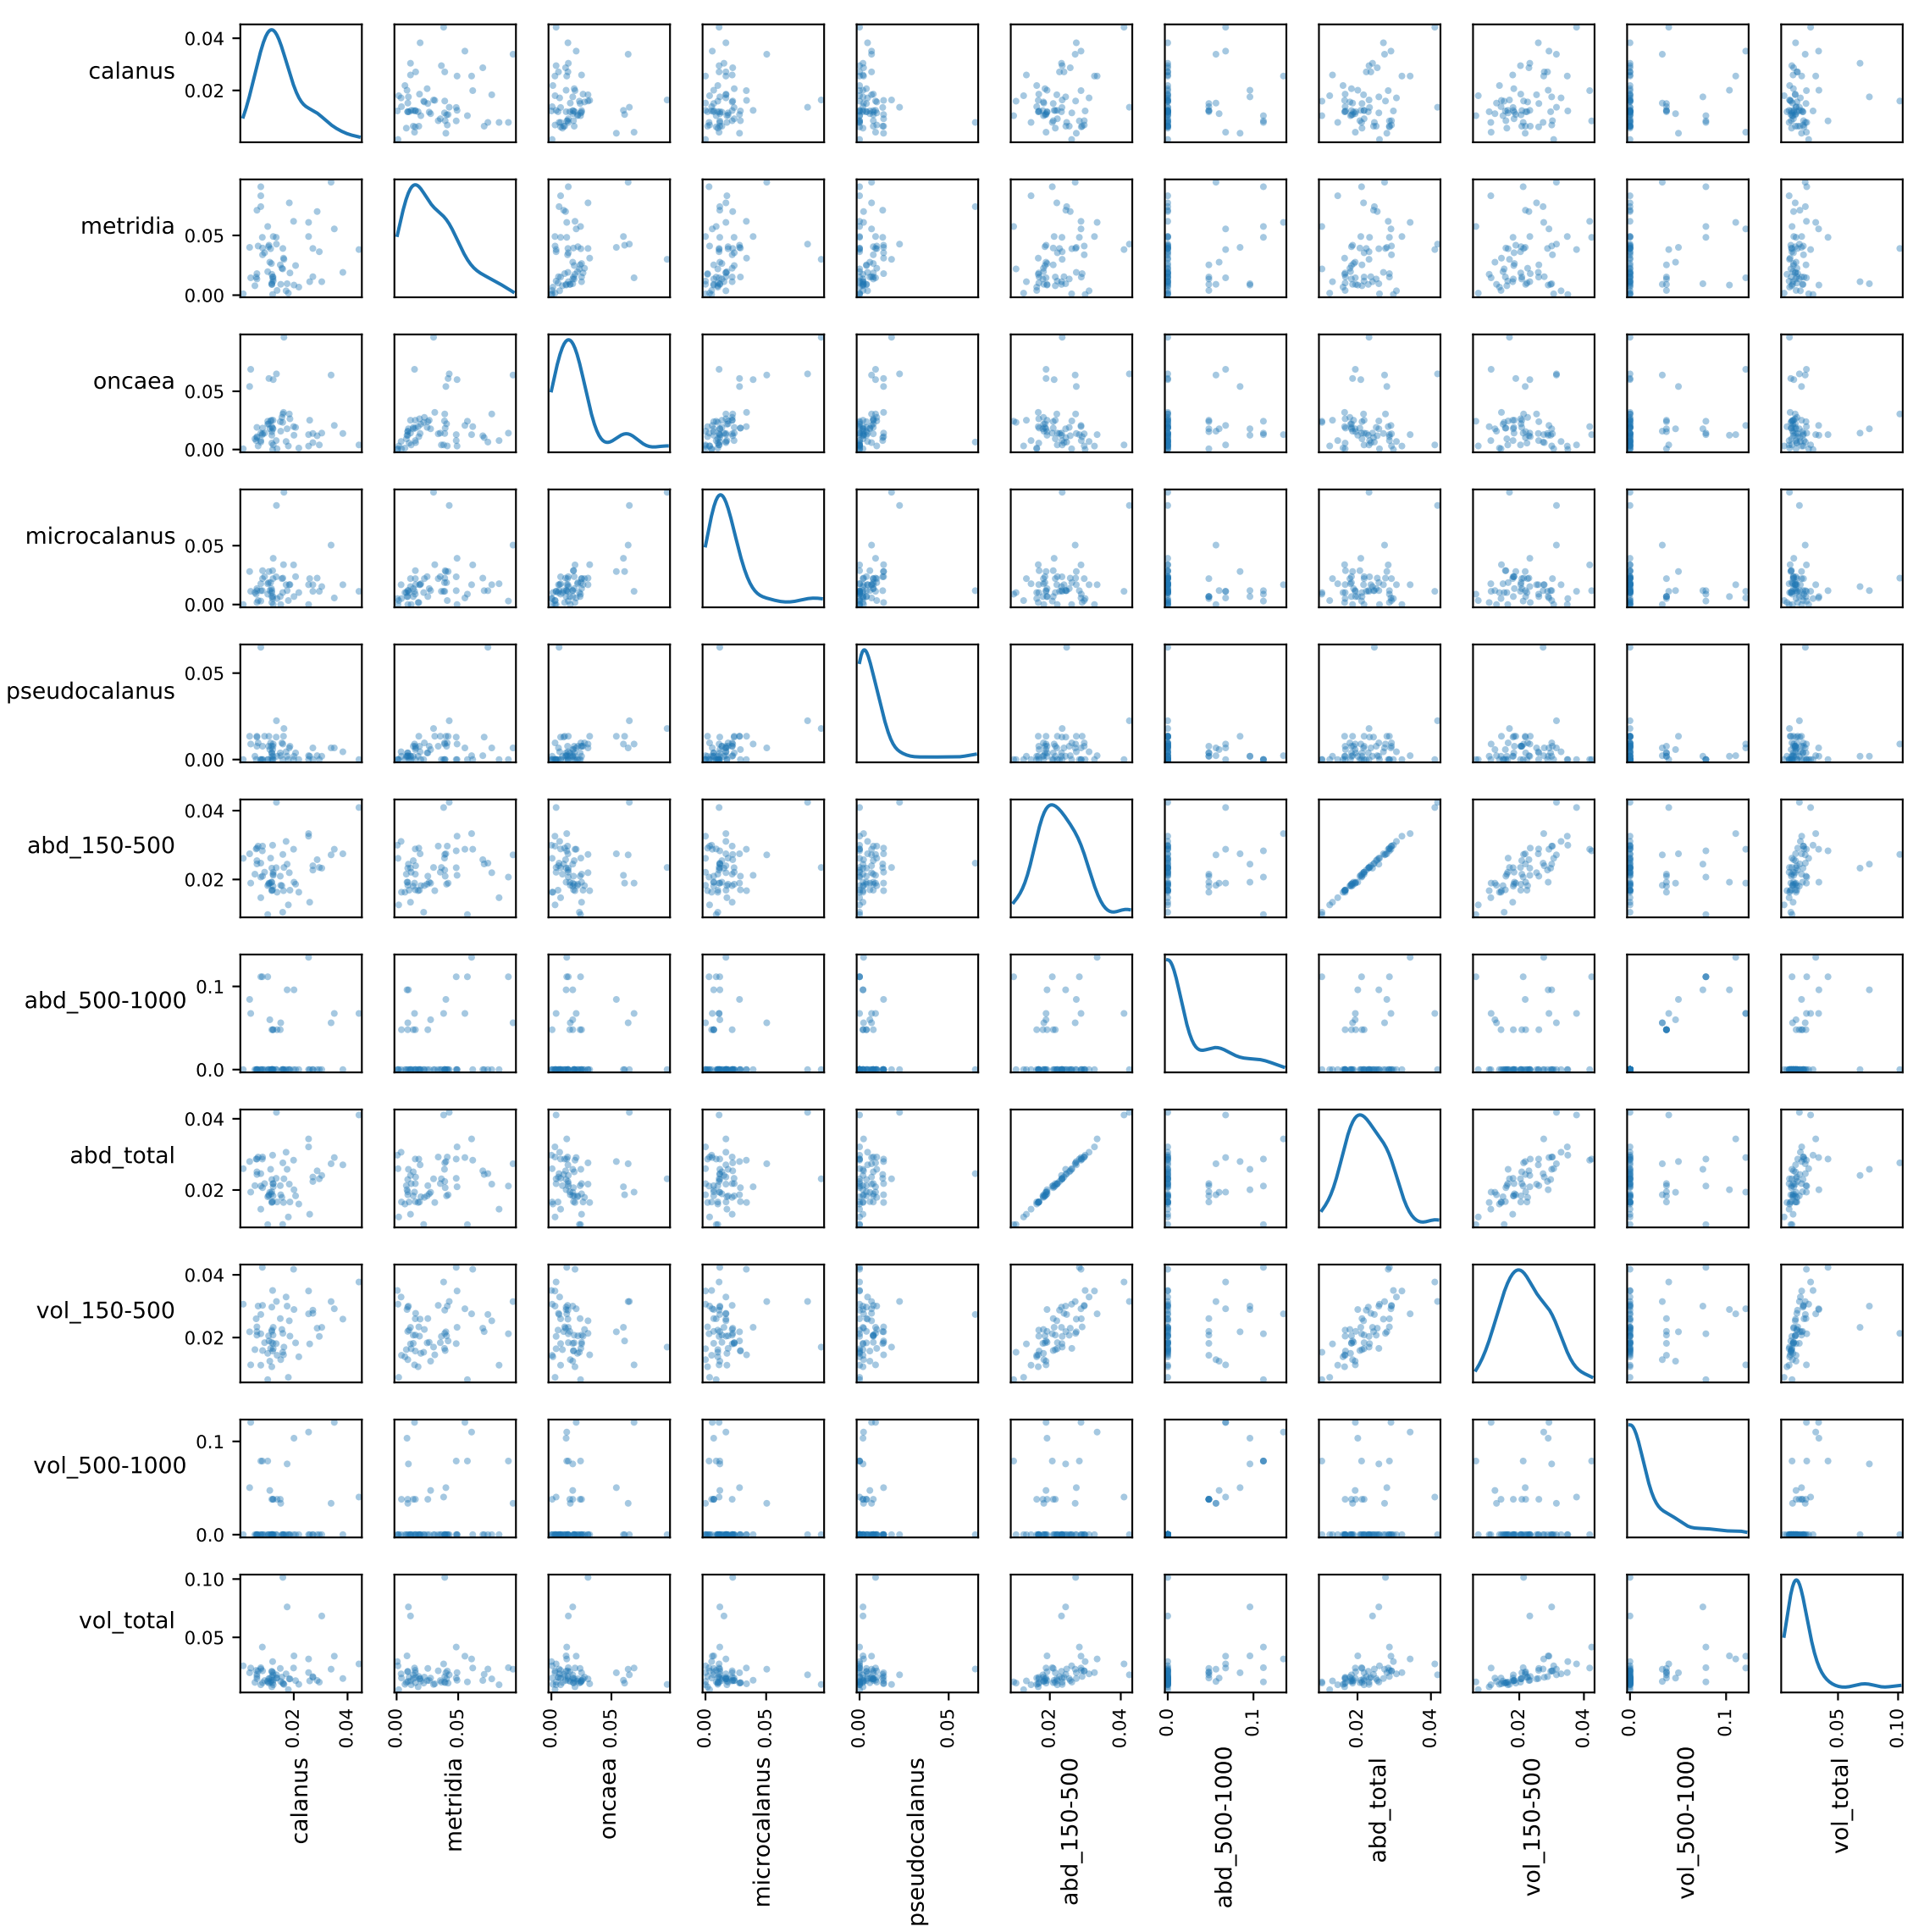 calanus
0.04
0.02
metridia
0.05
0.00
oncaea
0.05
0.00
microcalanus
0.05
0.00
pseudocalanus
0.05
0.00
abd_150-500
0.04
0.02
abd_500-1000
0.1
0.0
abd_total
0.04
0.02
vol_150-500
0.04
0.02
vol_500-1000
0.1
0.0
vol_total
0.10
0.05
0.02 0.04 0.00 0.05 0.00 0.05 0.00 0.05 0.00 0.05 0.02 0.04 0.0 0.1 0.02 0.04 0.02 0.04 0.0 0.1 0.05 0.10
calanus metridia oncaea microcalanus pseudocalanus abd_150-500 abd_500-1000 abd_total vol_150-500 vol_500-1000 vol_total